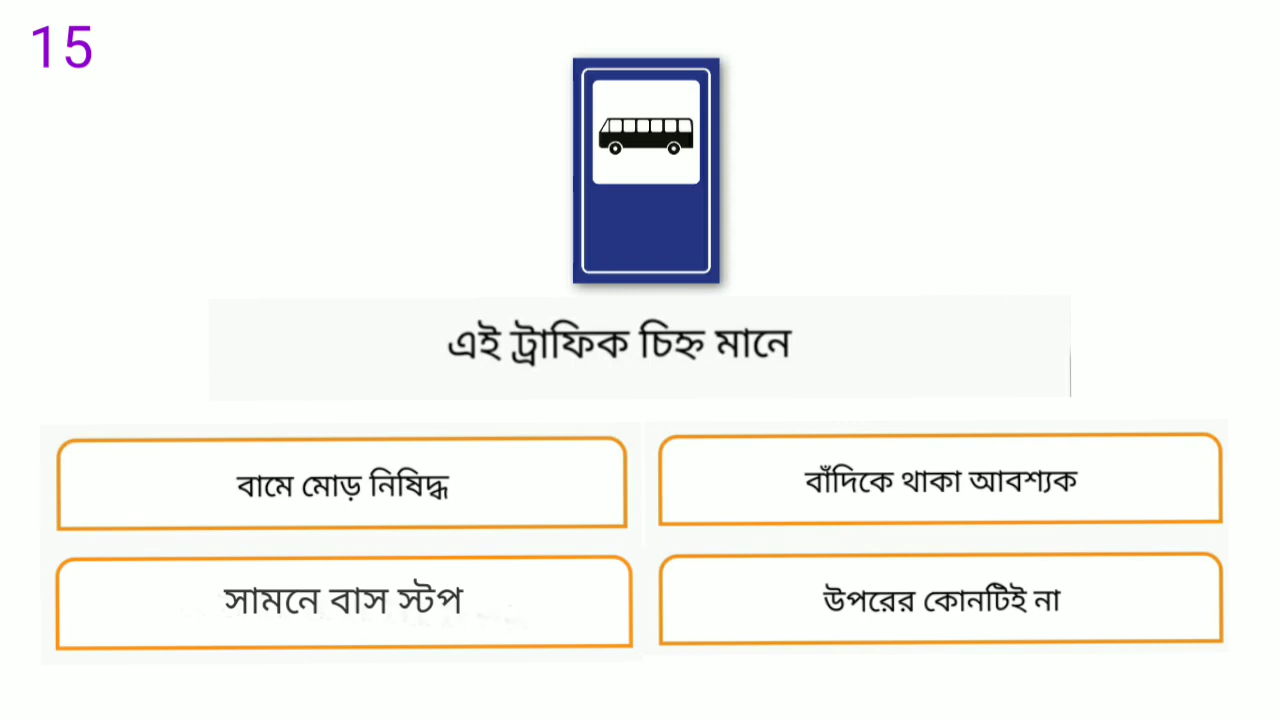 15
এই ট্রাফিক চিহ্ন মানে
বামে মোড় নিষিদ্ধ
বাঁদিকে থাকা আবশ্যক
সামনে বাস স্টপ
উপরের কোনটিই না